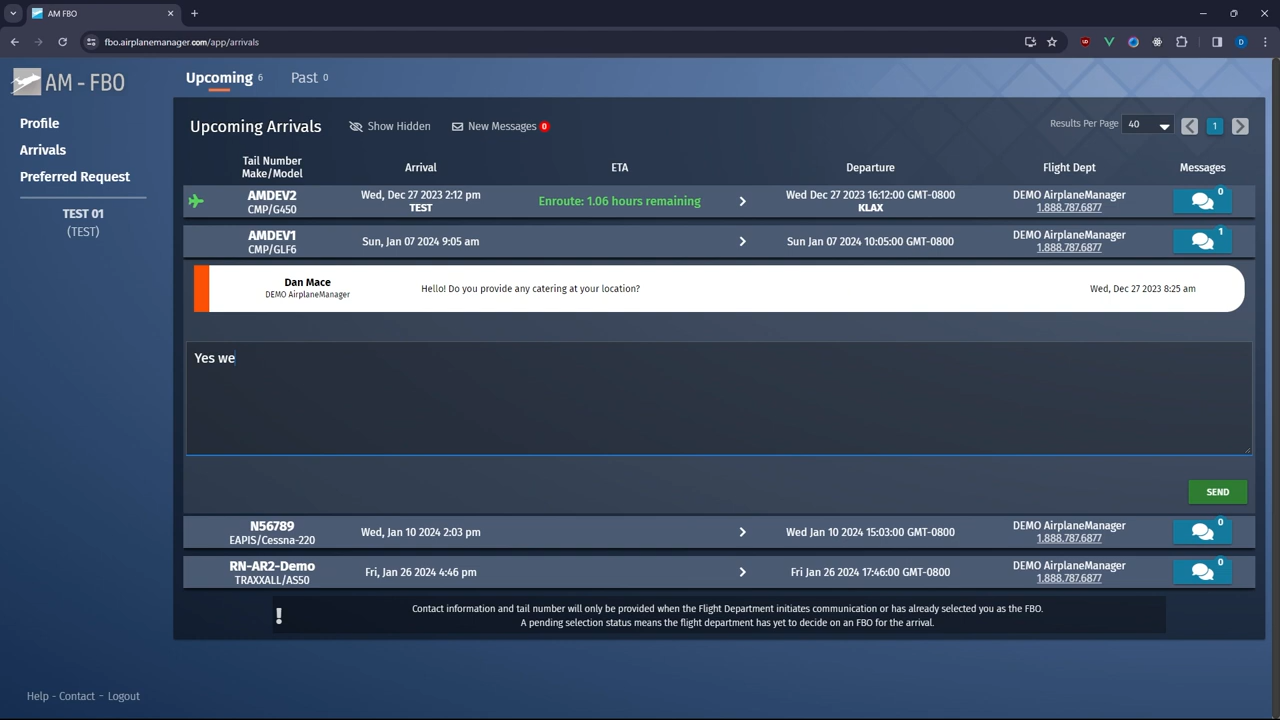 AM FBO
fbo.airplanemanager.com/app/arrivals
AM - FBO
Profile
Arrivals
Preferred Request
TEST 01
(TEST)
Upcoming 6 Past 0
Upcoming Arrivals Show Hidden New Messages 0 Results Per Page 40 1
Tail Number
Make/Model Arrival ETA Departure Flight Dept Messages
AMDEV2 Wed, Dec 27 2023 2:12 pm Enroute: 1.06 hours remaining Wed Dec 27 2023 16:12:00 GMT-0800 DEMO AirplaneManager 0
CMP/G450 TEST KLAX 1.888.787.6877
AMDEV1 Sun, Jan 07 2024 9:05 am Sun Jan 07 2024 10:05:00 GMT-0800 DEMO AirplaneManager 1
CMP/GLF6 1.888.787.6877
Dan Mace Hello! Do you provide any catering at your location? Wed, Dec 27 2023 8:25 am
DEMO AirplaneManager
Yes we
SEND
N56789 Wed, Jan 10 2024 2:03 pm Wed Jan 10 2024 15:03:00 GMT-0800 DEMO AirplaneManager 0
EAPIS/Cessna-220 1.888.787.6877
RN-AR2-Demo Fri, Jan 26 2024 4:46 pm Fri Jan 26 2024 17:46:00 GMT-0800 DEMO AirplaneManager 0
TRAXXALL/AS50 1.888.787.6877
! Contact information and tail number will only be provided when the Flight Department initiates communication or has already selected you as the FBO.
A pending selection status means the flight department has yet to decide on an FBO for the arrival.
Help - Contact - Logout